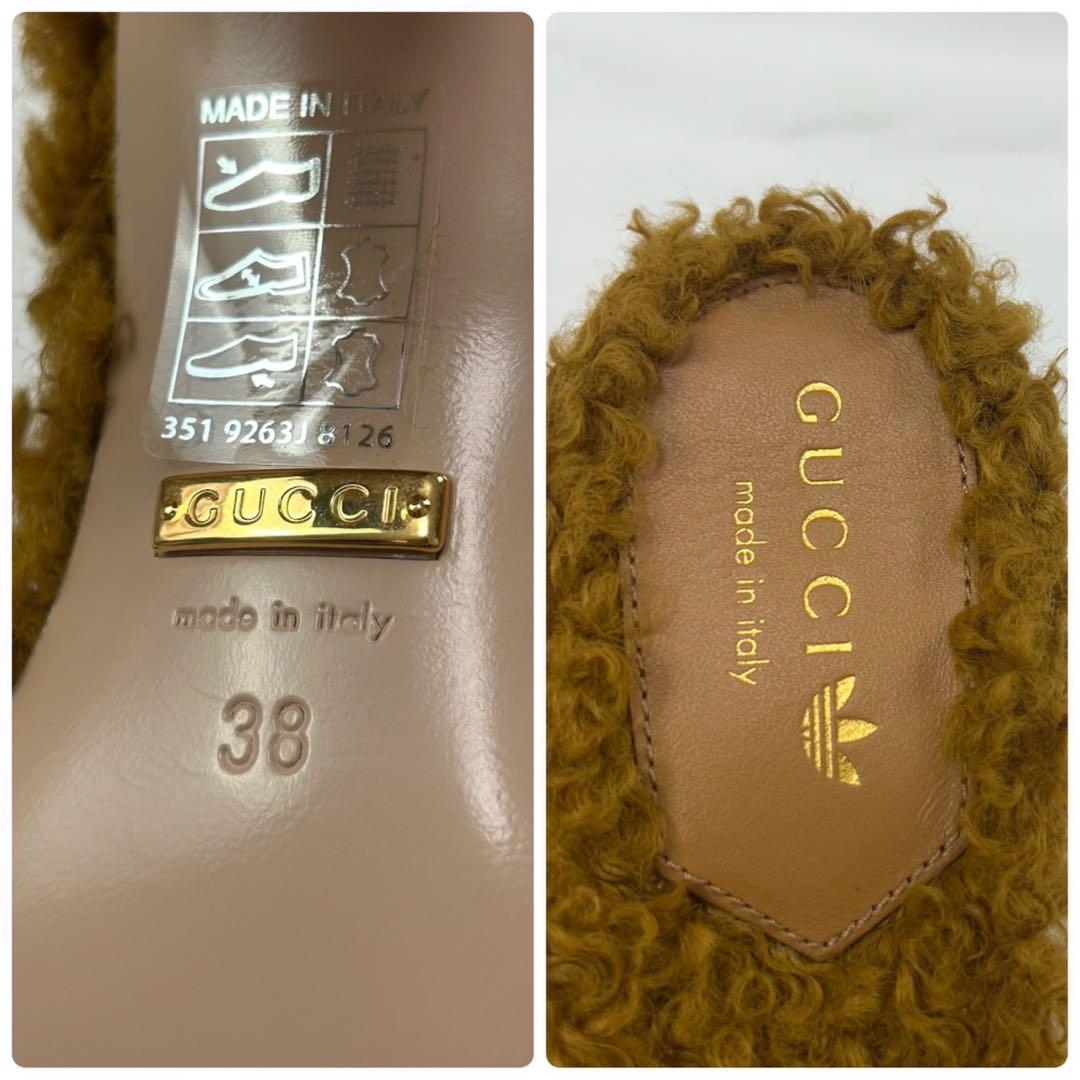 MADE IN ITALY
351 9263J 8126
GUCCI
made in italy
38
GUCCI
made in italy